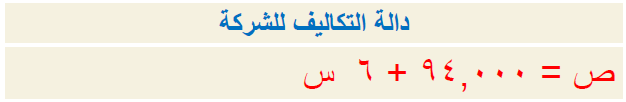 دالة التكاليف للشركة
ص = ٩٤,٠٠٠ + ٦ س